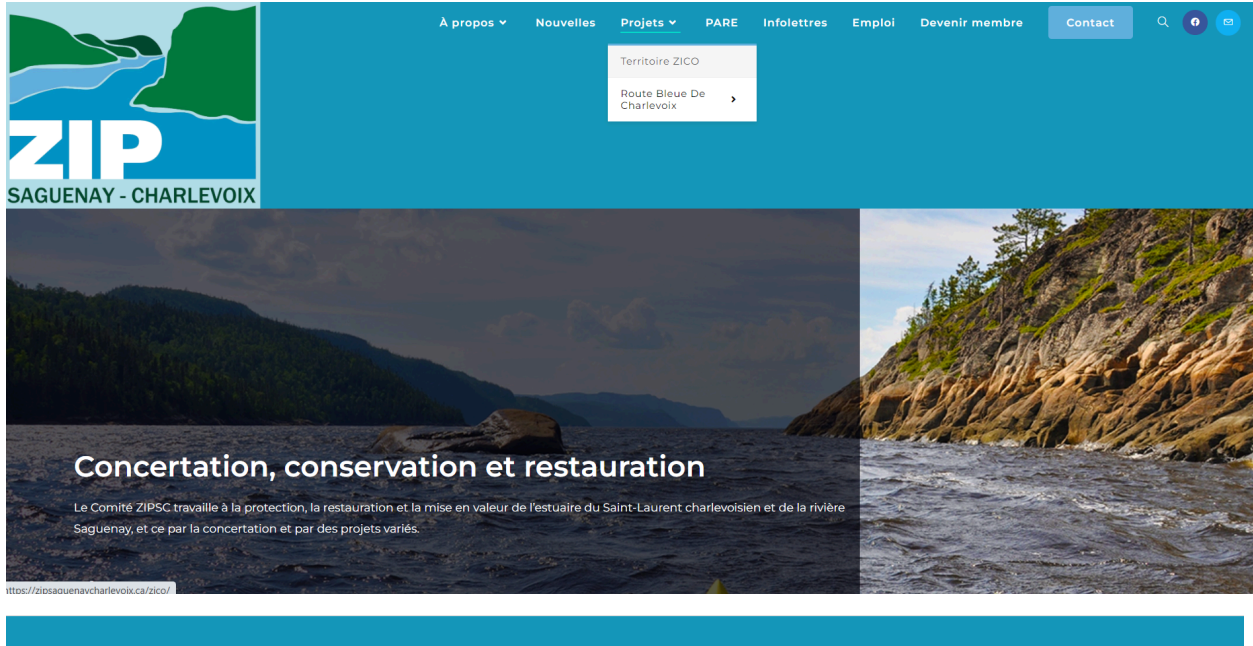 À propos Nouvelles Projets PARE Infolettres Emploi Devenir membre Contact
Territoire ZICO
Route Bleue De
Charlevoix
ZIP
SAGUENAY - CHARLEVOIX
Concertation, conservation et restauration
Le Comité ZIPSC travaille à la protection, la restauration et la mise en valeur de l'estuaire du Saint-Laurent charlevoisien et de la rivière
Saguenay, et ce par la concertation et par des projets variés.
https://zipsaguenaycharlevoix.ca/zico/